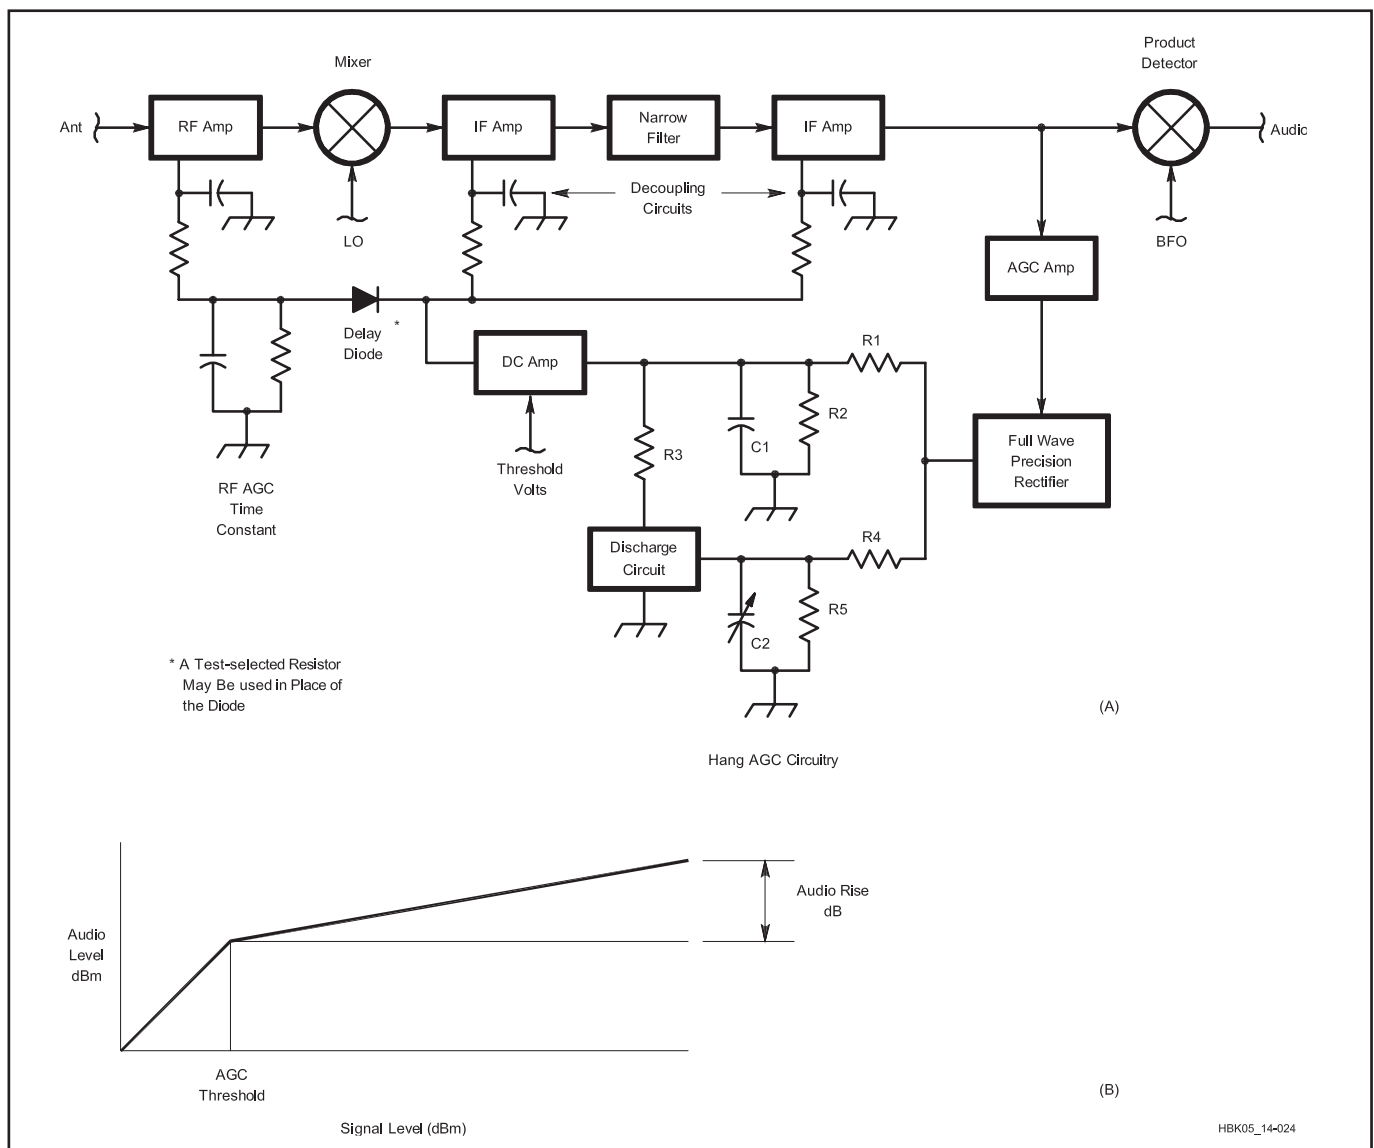 Product
Detector
Mixer
Ant
RF Amp
IF Amp
Narrow
Filter
IF Amp
Audio
Decoupling
Circuits
LO
BFO
AGC Amp
Delay
Diode
*
DC Amp
R1
R2
C1
R3
Threshold
Volts
Full Wave
Precision
Rectifier
RF AGC
Time
Constant
Discharge
Circuit
R4
R5
C2
* A Test-selected Resistor
May Be used in Place of
the Diode
(A)
Hang AGC Circuitry
Audio Rise
dB
Audio
Level
dBm
AGC
Threshold
(B)
Signal Level (dBm)
HBK05_14-024